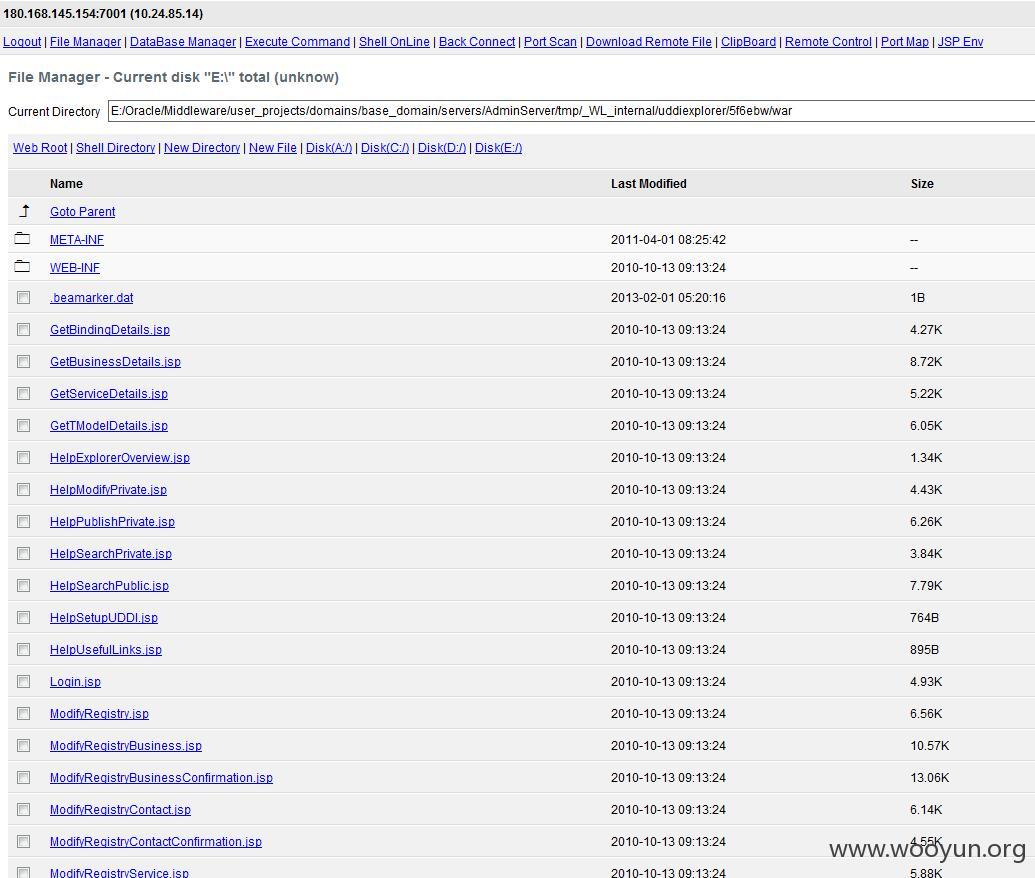 180.168.145.154:7001 (10.24.85.14)
Logout | File Manager | DataBase Manager | Execute Command | Shell OnLine | Back Connect | Port Scan | Download Remote File | ClipBoard | Remote Control | Port Map | JSP Env
File Manager - Current disk "E:\" total (unknow)
Current Directory E:/Oracle/Middleware/user_projects/domains/base_domain/servers/AdminServer/tmp/_WL_internal/uddiexplorer/5f6ebw/war
Web Root | Shell Directory | New Directory | New File | Disk(A:/) | Disk(C:/) | Disk(D:/) | Disk(E:/)
Name Last Modified Size
Goto Parent
META-INF 2011-04-01 08:25:42 --
WEB-INF 2010-10-13 09:13:24 --
.beamarker.dat 2013-02-01 05:20:16 1B
GetBindingDetails.jsp 2010-10-13 09:13:24 4.27K
GetBusinessDetails.jsp 2010-10-13 09:13:24 8.72K
GetServiceDetails.jsp 2010-10-13 09:13:24 5.22K
GetTModelDetails.jsp 2010-10-13 09:13:24 6.05K
HelpExplorerOverview.jsp 2010-10-13 09:13:24 1.34K
HelpModifyPrivate.jsp 2010-10-13 09:13:24 4.43K
HelpPublishPrivate.jsp 2010-10-13 09:13:24 6.26K
HelpSearchPrivate.jsp 2010-10-13 09:13:24 3.84K
HelpSearchPublic.jsp 2010-10-13 09:13:24 7.79K
HelpSetupUDDI.jsp 2010-10-13 09:13:24 764B
HelpUsefulLinks.jsp 2010-10-13 09:13:24 895B
Login.jsp 2010-10-13 09:13:24 4.93K
ModifyRegistry.jsp 2010-10-13 09:13:24 6.56K
ModifyRegistryBusiness.jsp 2010-10-13 09:13:24 10.57K
ModifyRegistryBusinessConfirmation.jsp 2010-10-13 09:13:24 13.06K
ModifyRegistryContact.jsp 2010-10-13 09:13:24 6.14K
ModifyRegistryContactConfirmation.jsp 2010-10-13 09:13:24 4.55K
www.wooyun.org
ModifyRegistryService.jsp 2010-10-13 09:13:24 5.88K